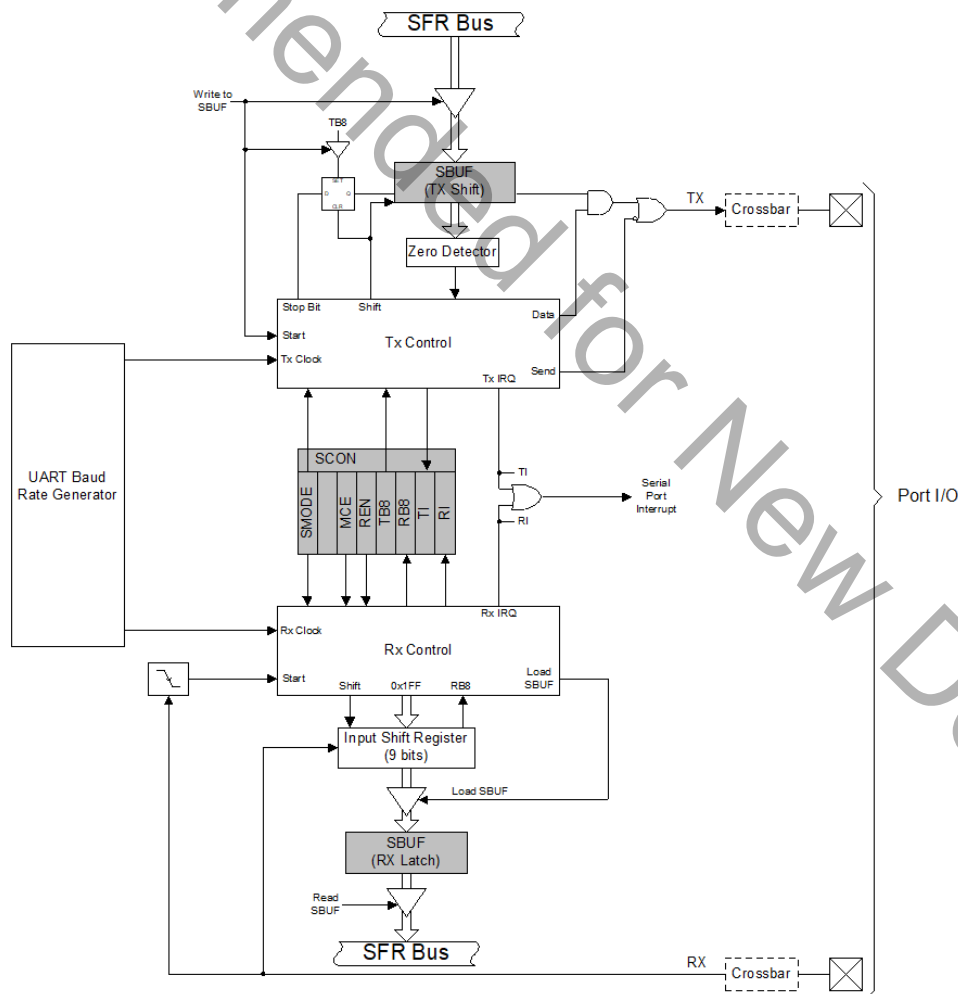 SFR Bus
Write to
SBUF
TB8
SET
D
Q
CLR
SBUF
(TX Shift)
Zero Detector
TX
Crossbar
Stop Bit
Shift
Data
Start
Tx Control
Tx Clock
Send
Tx IRQ
UART Baud
Rate Generator
SCON
SMODE
MCE
REN
TB8
RB8
TI
RI
TI
RI
Serial
Port
Interrupt
Port I/O
Rx IRQ
Rx Clock
Rx Control
Start
Load
SBUF
Shift
0x1FF
RB8
Input Shift Register
(9 bits)
Load SBUF
SBUF
(RX Latch)
Read
SBUF
SFR Bus
RX
Crossbar
for New